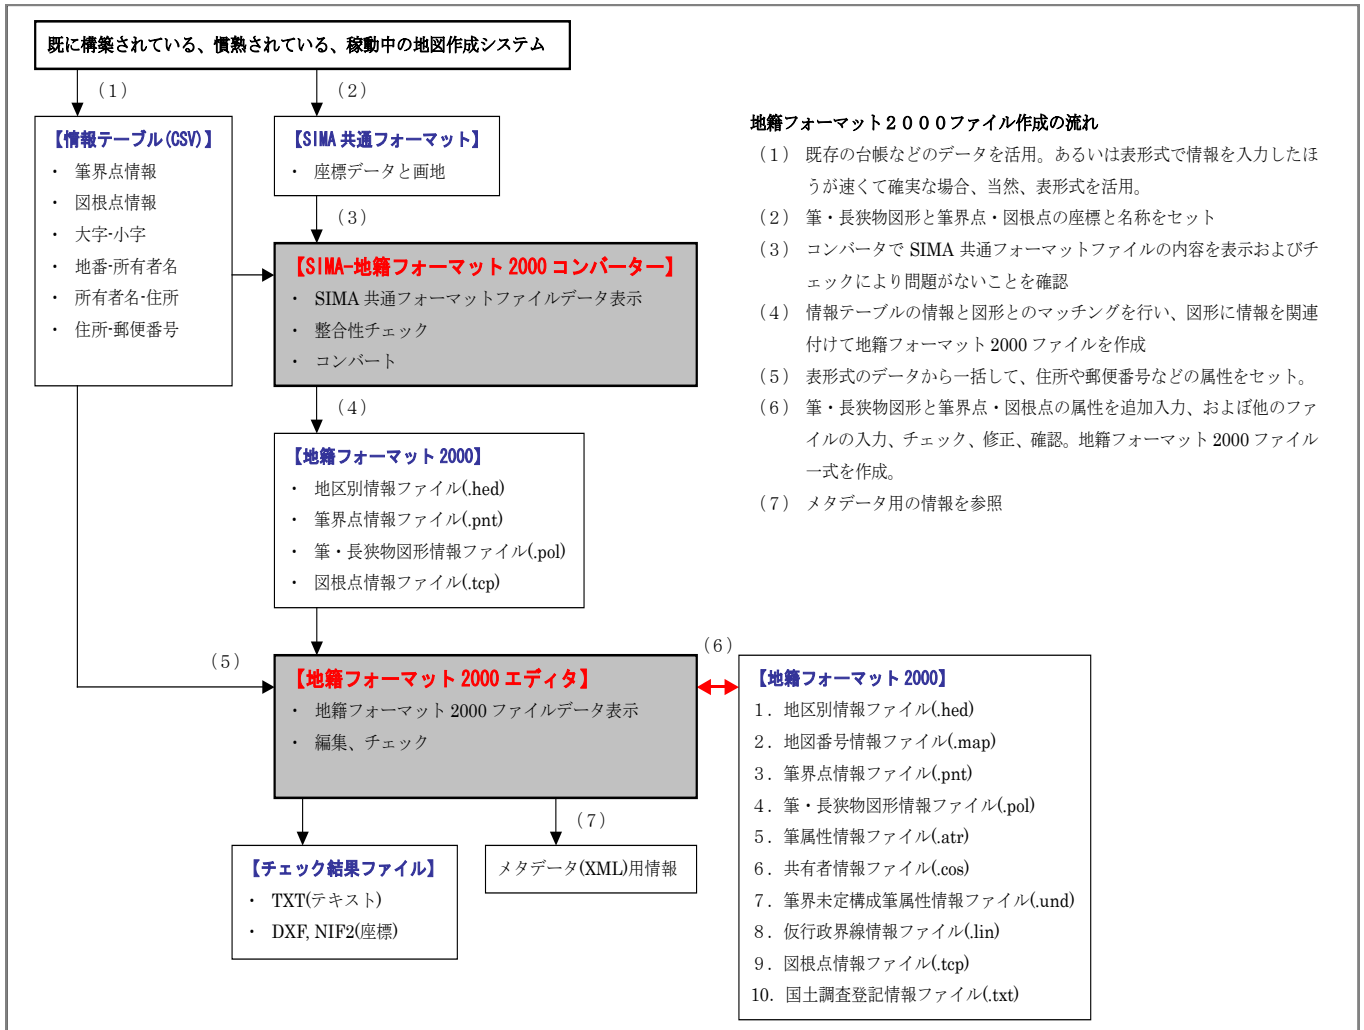 既に構築されている、慣熟されている、稼動中の地図作成システム
（1）
（2）
【情報テーブル(CSV)】
・ 筆界点情報
・ 図根点情報
・ 大字-小字
・ 地番-所有者名
・ 所有者名-住所
・ 住所-郵便番号
【SIMA 共通フォーマット】
・ 座標データと画地
（3）
【SIMA-地籍フォーマット 2000 コンバーター】
・ SIMA 共通フォーマットファイルデータ表示
・ 整合性チェック
・ コンバート
（4）
【地籍フォーマット 2000】
・ 地区別情報ファイル(.hed)
・ 筆界点情報ファイル(.pnt)
・ 筆・長狭物図形情報ファイル(.pol)
・ 図根点情報ファイル(.tcp)
（5）
【地籍フォーマット 2000 エディタ】
・ 地籍フォーマット 2000 ファイルデータ表示
・ 編集、チェック
（6）
（7）
【チェック結果ファイル】
・ TXT(テキスト)
・ DXF, NIF2(座標)
メタデータ(XML)用情報
【地籍フォーマット 2000】
1．地区別情報ファイル(.hed)
2．地図番号情報ファイル(.map)
3．筆界点情報ファイル(.pnt)
4．筆・長狭物図形情報ファイル(.pol)
5．筆属性情報ファイル(.atr)
6．共有者情報ファイル(.cos)
7．筆界未定構成筆属性情報ファイル(.und)
8．仮行政界線情報ファイル(.lin)
9．図根点情報ファイル(.tcp)
10．国土調査登記情報ファイル(.txt)
地籍フォーマット２０００ファイル作成の流れ
（1） 既存の台帳などのデータを活用。あるいは表形式で情報を入力したほ
うが速くて確実な場合、当然、表形式を活用。
（2） 筆・長狭物図形と筆界点・図根点の座標と名称をセット
（3） コンバータで SIMA 共通フォーマットファイルの内容を表示およびチ
ェックにより問題がないことを確認
（4） 情報テーブルの情報と図形とのマッチングを行い、図形に情報を関連
付けて地籍フォーマット 2000 ファイルを作成
（5） 表形式のデータから一括して、住所や郵便番号などの属性をセット。
（6） 筆・長狭物図形と筆界点・図根点の属性を追加入力、およぼ他のファ
イルの入力、チェック、修正、確認。地籍フォーマット 2000 ファイル
一式を作成。
（7） メタデータ用の情報を参照